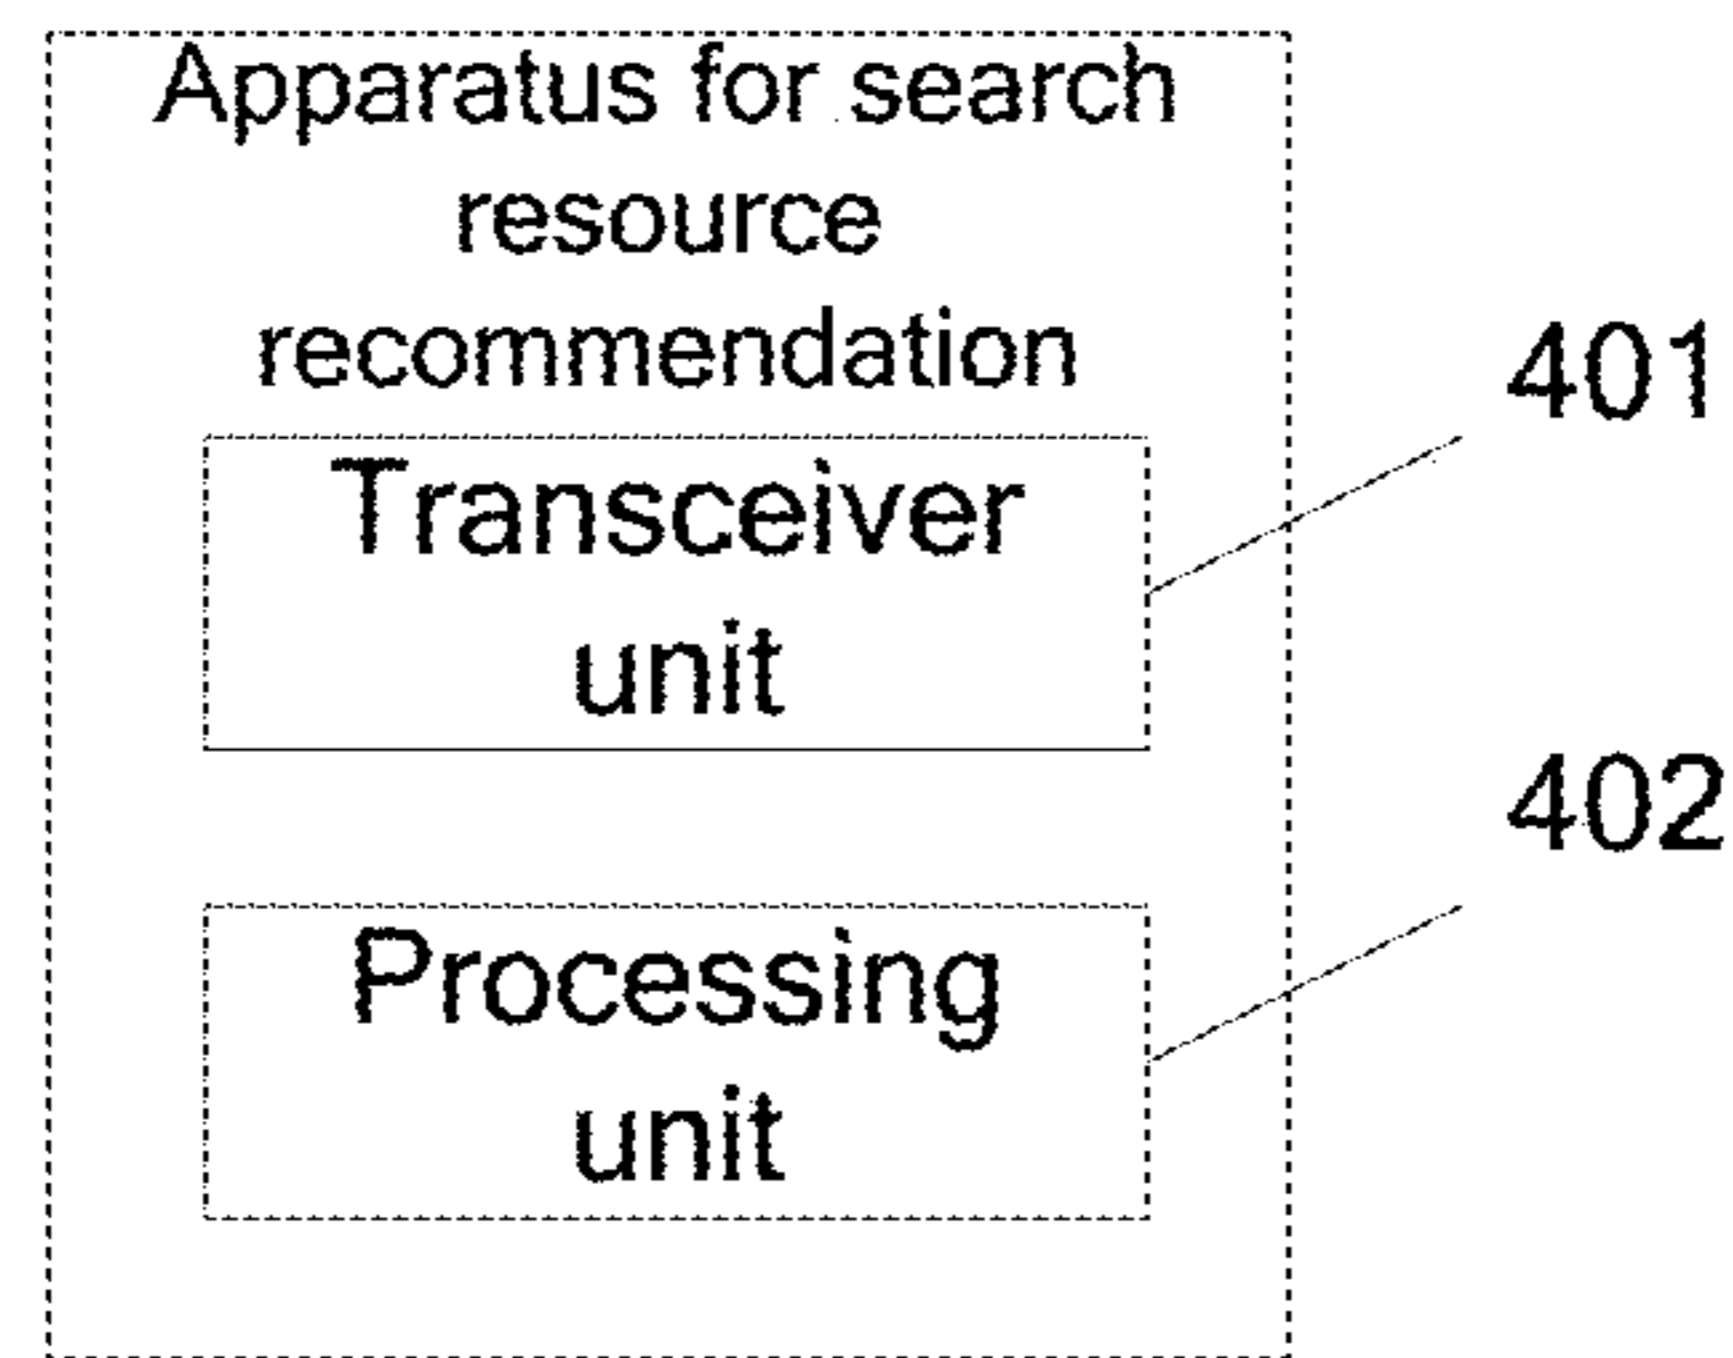 Apparatus for search
resource
recommendation
401
Transceiver
unit
402
Processing
unit